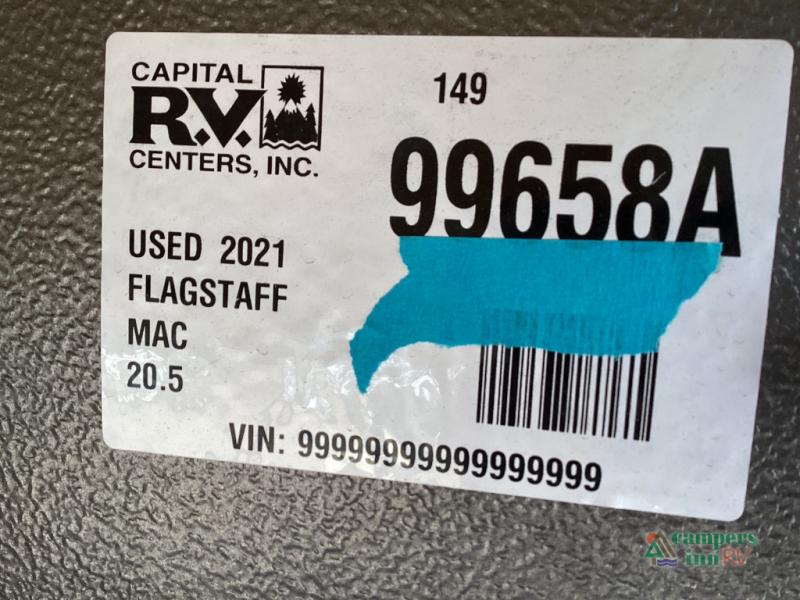 CAPITAL
R.V.
CENTERS, INC.
149
99658A
USED 2021
FLAGSTAFF
MAC
20.5
VIN: 99999999999999999
campers
inn RV